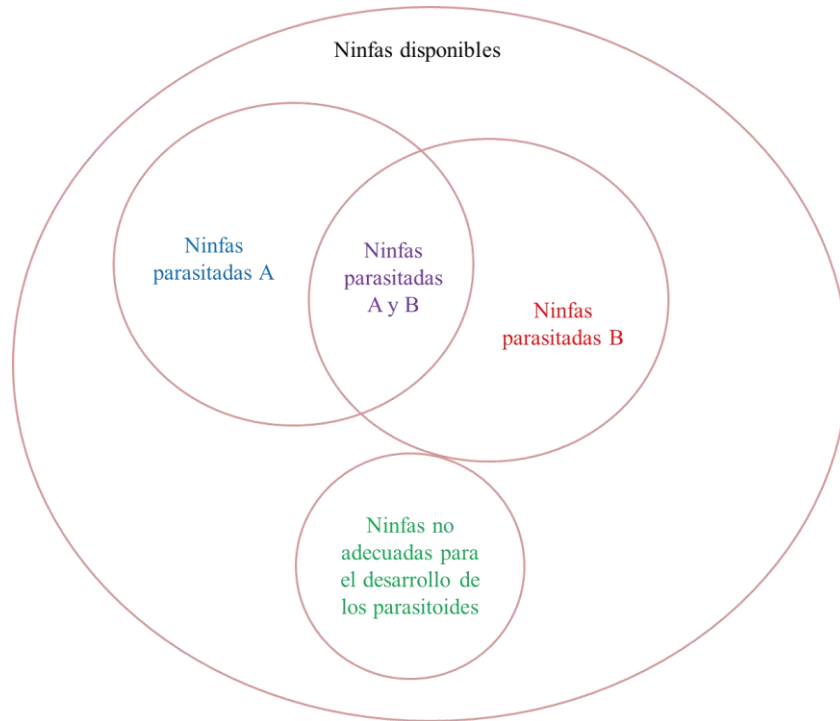 Ninfas disponibles
Ninfas
parasitadas A
Ninfas
parasitadas
A y B
Ninfas
parasitadas B
Ninfas no
adecuadas para
el desarrollo de
los parasitoides